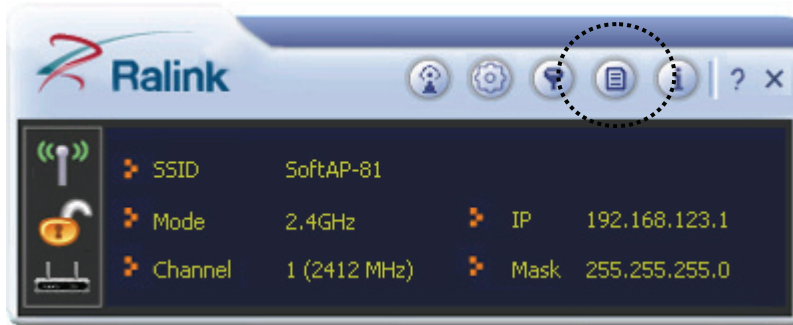 Ralink
? ×
SSID SoftAP-81
Mode 2.4GHz IP 192.168.123.1
Channel 1 (2412 MHz) Mask 255.255.255.0